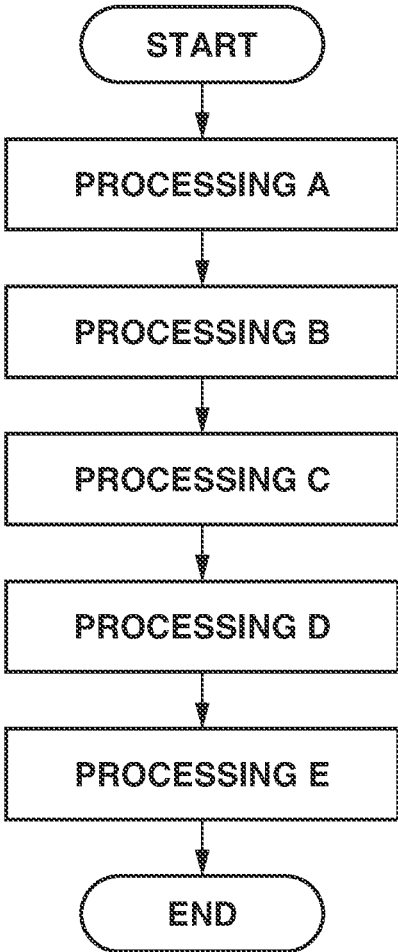 START
PROCESSING A
PROCESSING B
PROCESSING C
PROCESSING D
PROCESSING E
END